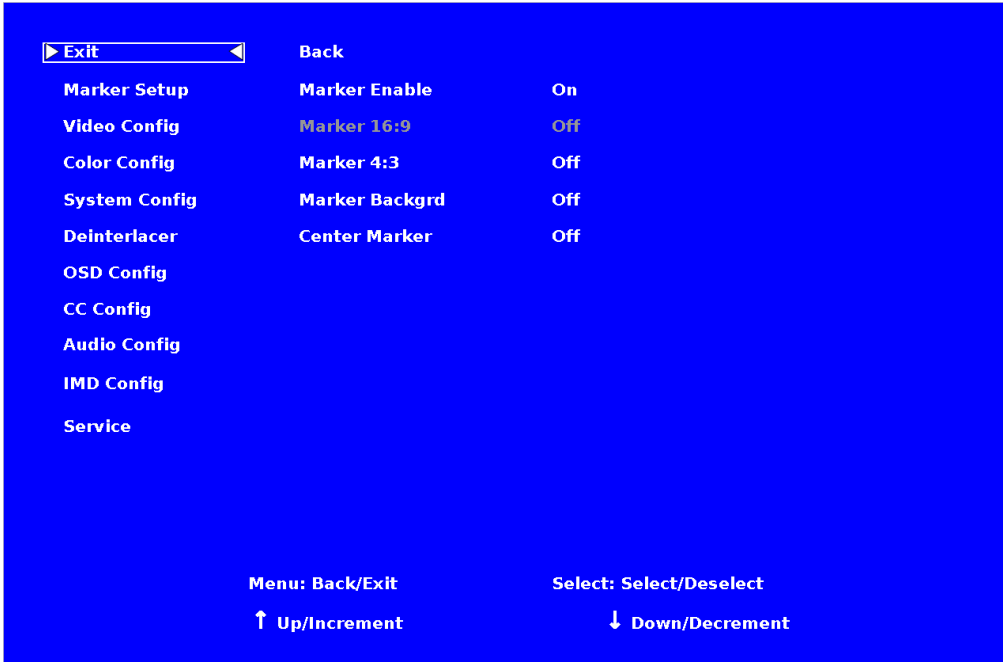 Exit Back
Marker Setup Marker Enable On
Video Config Marker 16:9 Off
Color Config Marker 4:3 Off
System Config Marker Backgrd Off
Deinterlacer Center Marker Off
OSD Config
CC Config
Audio Config
IMD Config
Service
Menu: Back/Exit Select: Select/Deselect
↑ Up/Increment ↓ Down/Decrement